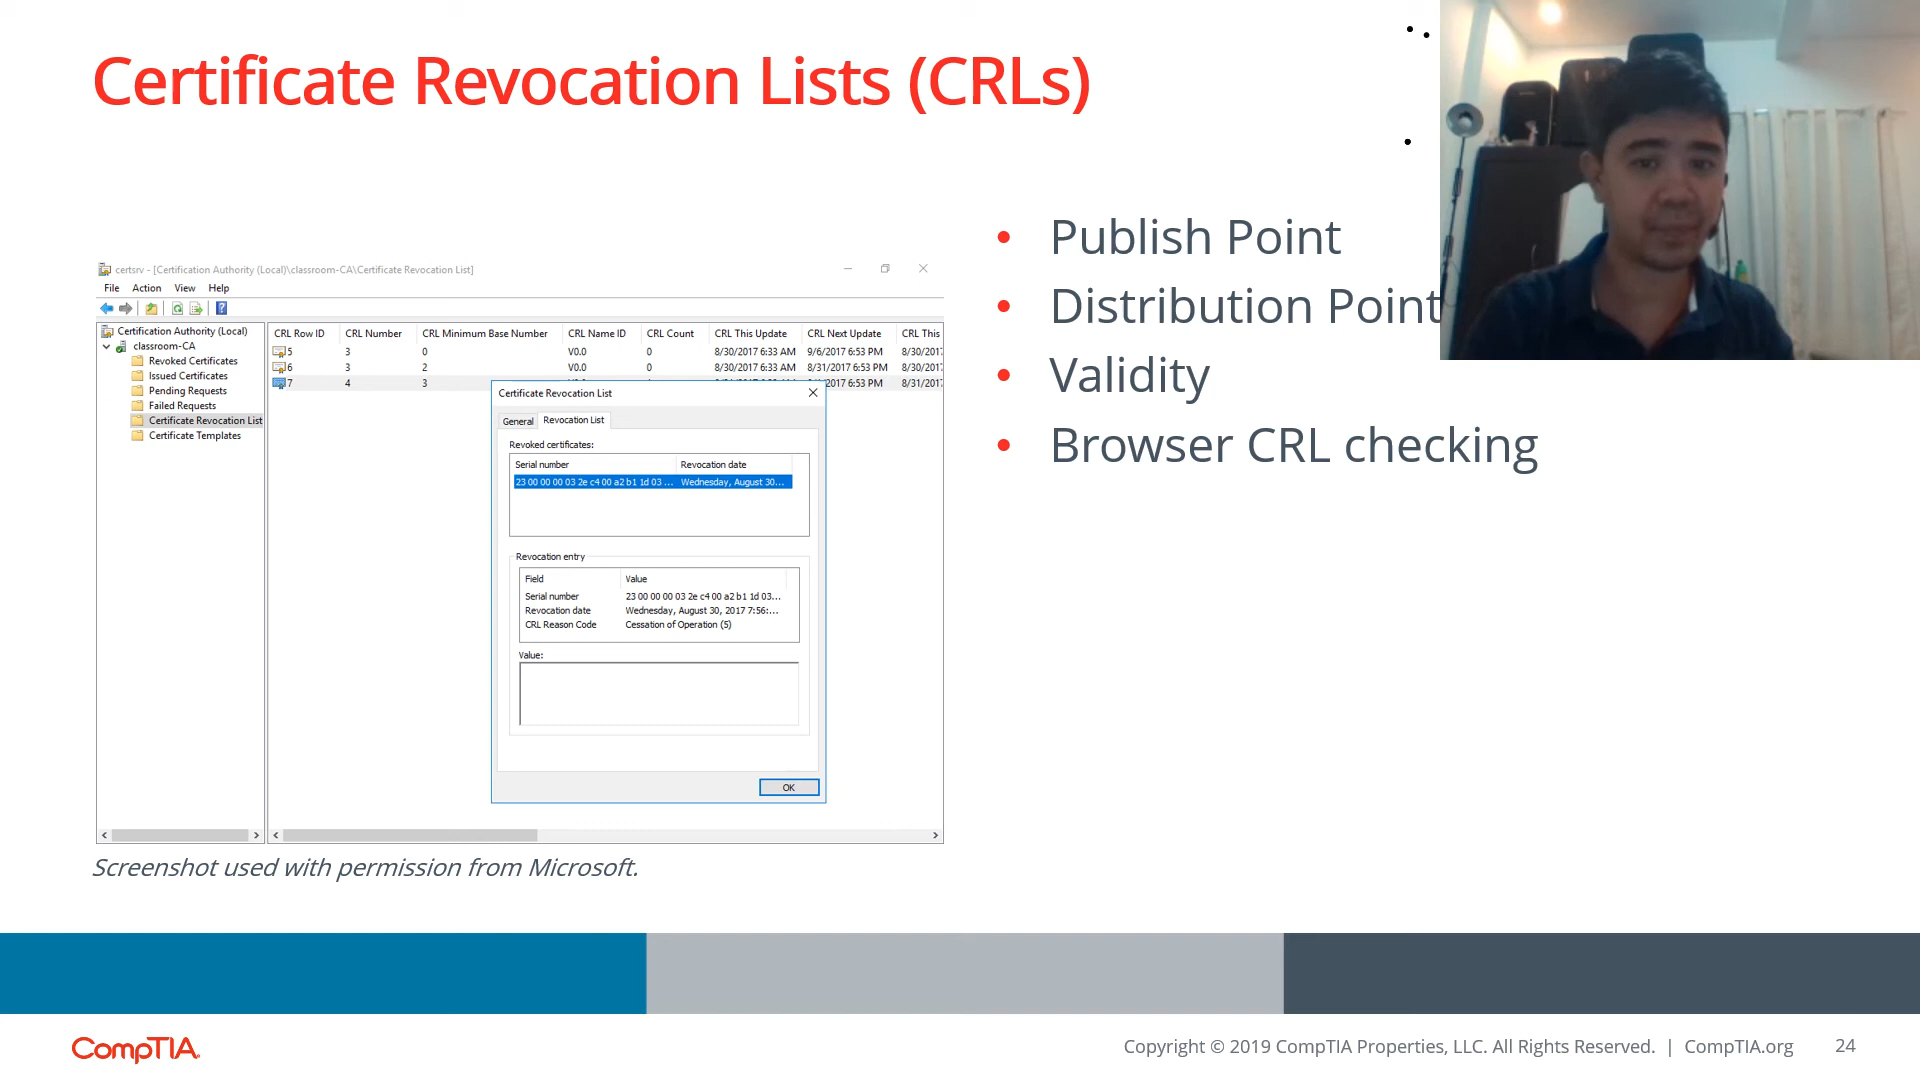 Certificate Revocation Lists (CRLs)
certsrv - [Certification Authority (Local)\classroom-CA\Certificate Revocation List]
File Action View Help
Certification Authority (Local)
classroom-CA
Revoked Certificates
Issued Certificates
Pending Requests
Failed Requests
Certificate Revocation List
Certificate Templates
CRL Row ID CRL Number CRL Minimum Base Number CRL Name ID CRL Count CRL This Update CRL Next Update CRL This
5 3 0 V0.0 0 8/30/2017 6:33 AM 9/6/2017 6:53 PM 8/30/2017
6 3 2 V0.0 0 8/30/2017 6:33 AM 8/31/2017 6:53 PM 8/30/2017
7 4 3 2017 6:53 PM 8/31/2017
Certificate Revocation List
General Revocation List
Revoked certificates:
Serial number Revocation date
23 00 00 00 03 2e c4 00 a2 b1 1d 03 ... Wednesday, August 30...
Revocation entry
Field Value
Serial number 23 00 00 00 03 2e c4 00 a2 b1 1d 03...
Revocation date Wednesday, August 30, 2017 7:56:...
CRL Reason Code Cessation of Operation (5)
Value:
OK
Screenshot used with permission from Microsoft.
• Publish Point
• Distribution Point
• Validity
• Browser CRL checking
CompTIA.
Copyright © 2019 CompTIA Properties, LLC. All Rights Reserved. | CompTIA.org 24